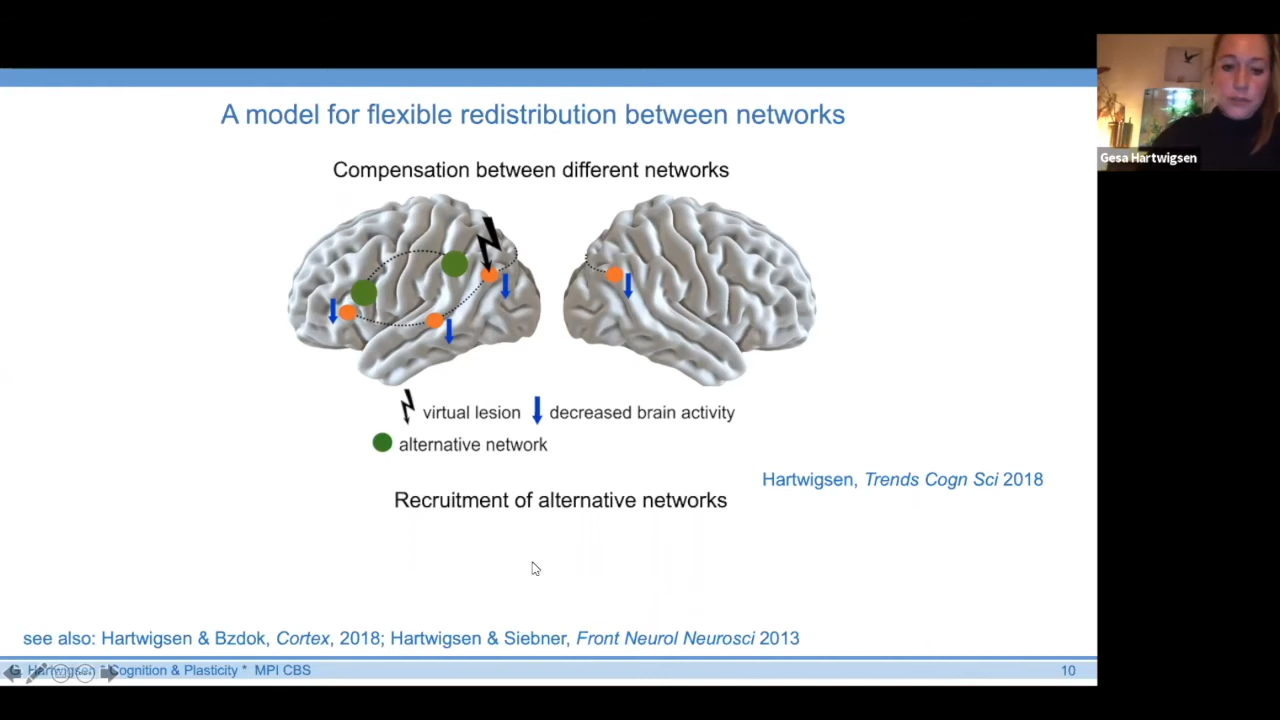 A model for flexible redistribution between networks
Gesa Hartwigsen
Compensation between different networks
virtual lesion decreased brain activity
alternative network
Hartwigsen, Trends Cogn Sci 2018
Recruitment of alternative networks
see also: Hartwigsen & Bzdok, Cortex, 2018; Hartwigsen & Siebner, Front Neurol Neurosci 2013
G. Hartwigsen * Cognition & Plasticity * MPI CBS 10